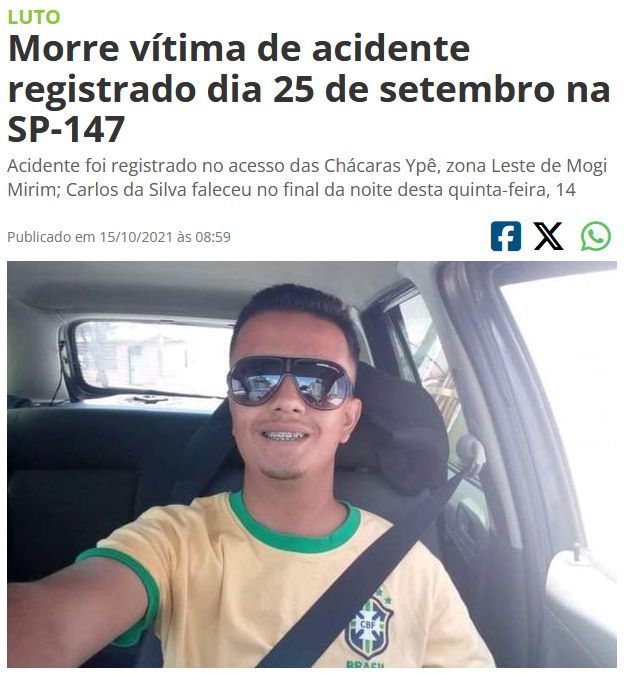 LUTO
Morre vítima de acidente
registrado dia 25 de setembro na
SP-147
Acidente foi registrado no acesso das Chácaras Ypê, zona Leste de Mogi
Mirim; Carlos da Silva faleceu no final da noite desta quinta-feira, 14
Publicado em 15/10/2021 às 08:59
CBF
BRASIL